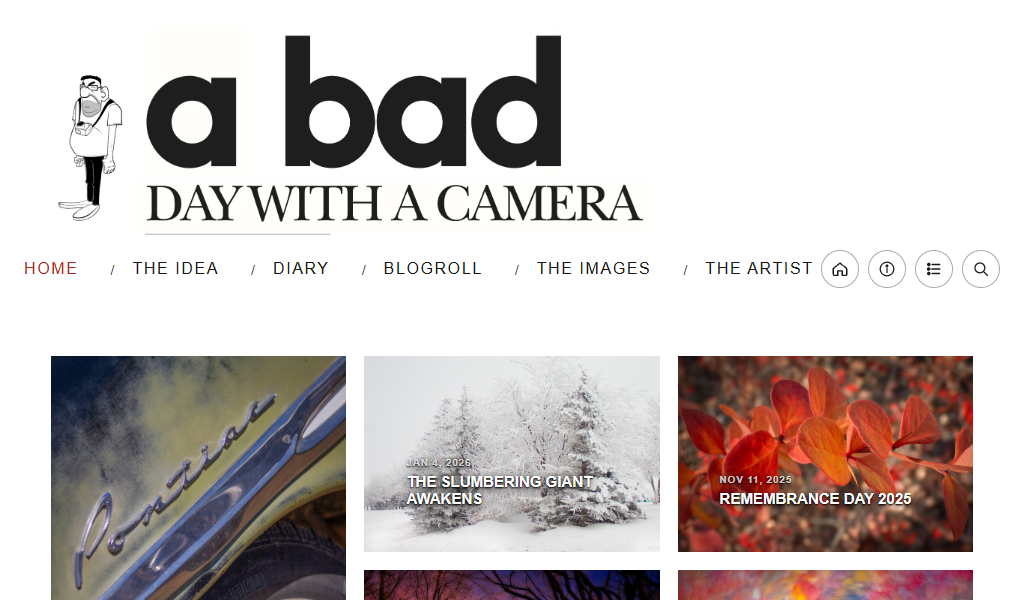 a bad
DAY WITH A CAMERA
HOME / THE IDEA / DIARY / BLOGROLL / THE IMAGES / THE ARTIST
Pontiac
JAN 4, 2026
THE SLUMBERING GIANT
AWAKENS
NOV 11, 2025
REMEMBRANCE DAY 2025